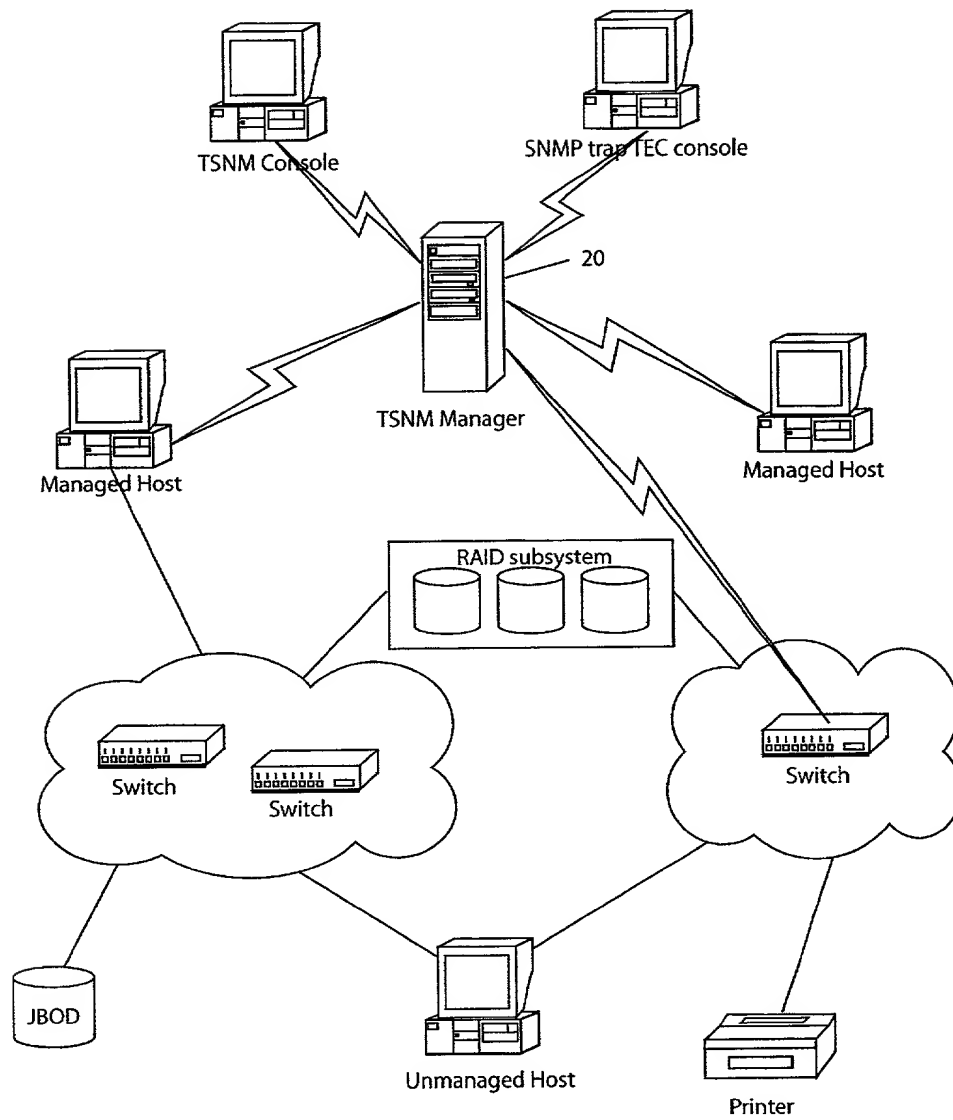 TSNM Console
SNMP trap TEC console
20
TSNM Manager
Managed Host
Managed Host
RAID subsystem
Switch
Switch
Switch
JBOD
Unmanaged Host
Printer